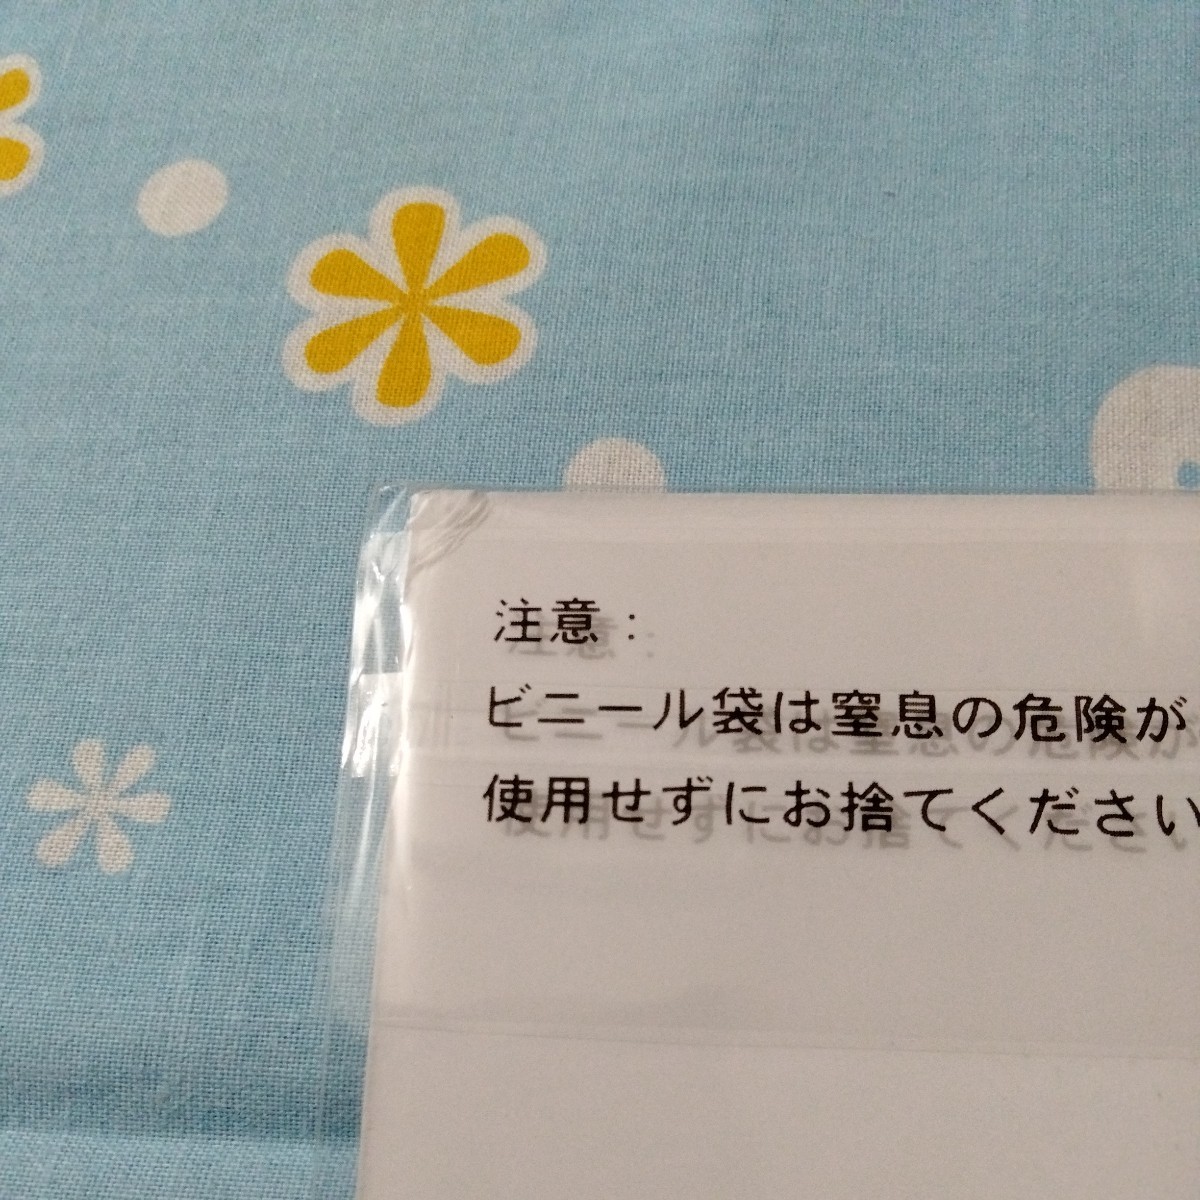 注意:
ビニール袋は窒息の危険が
使用せずにお捨てください